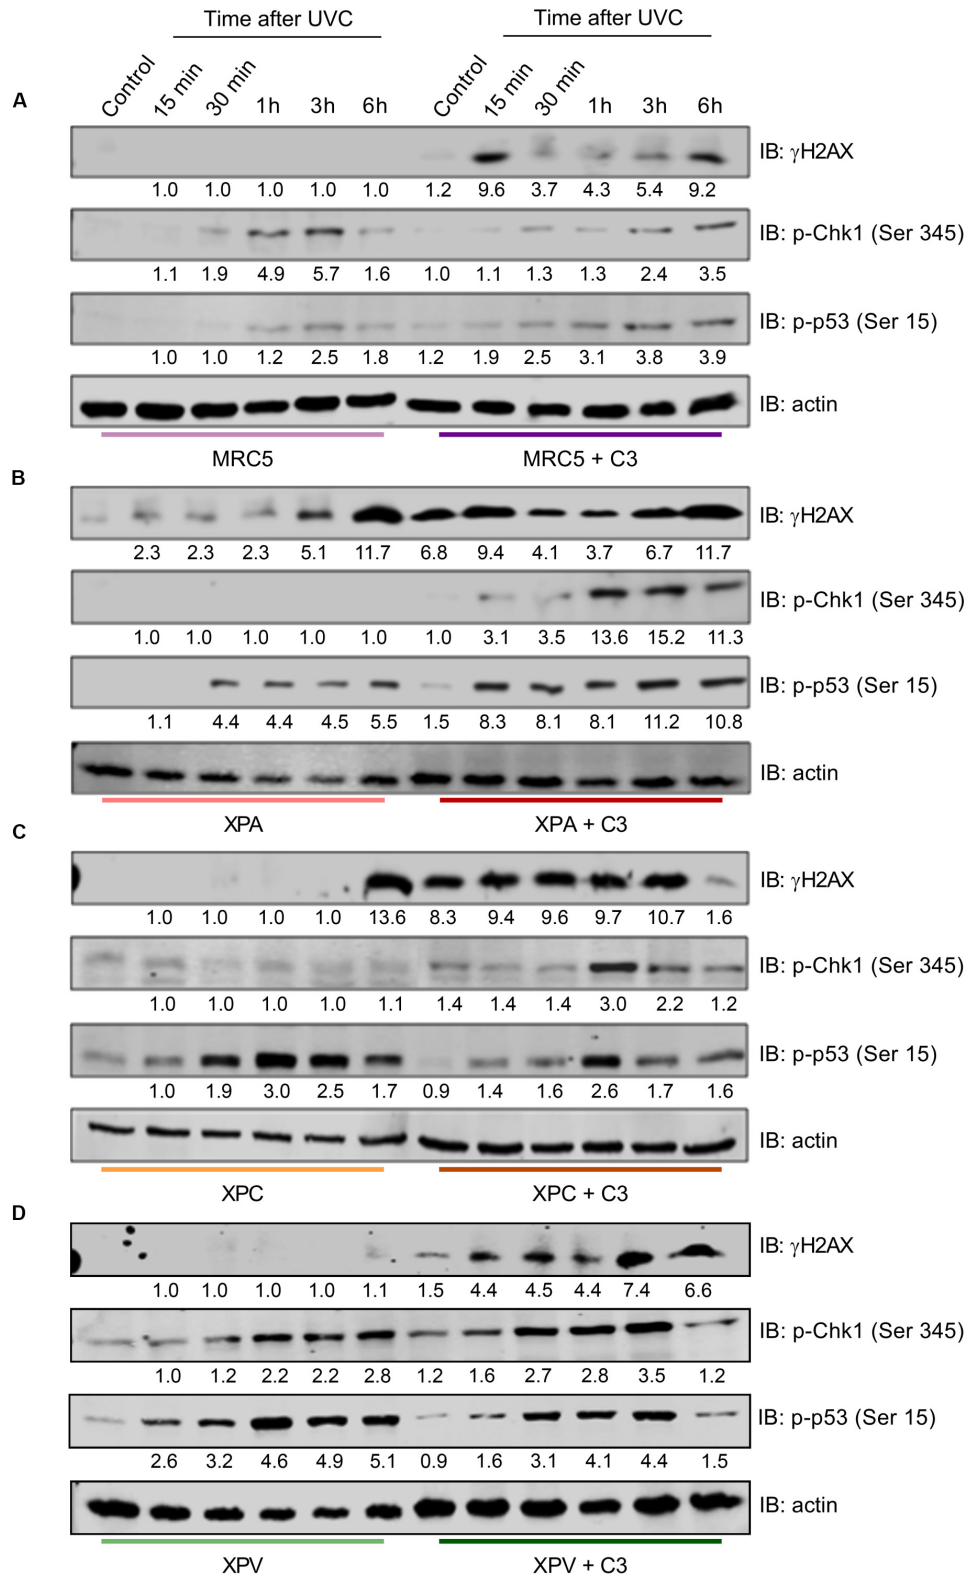 Time after UVC Time after UVC
A Control 15 min 30 min 1h 3h 6h Control 15 min 30 min 1h 3h 6h
IB: γH2AX
1.0 1.0 1.0 1.0 1.0 1.2 9.6 3.7 4.3 5.4 9.2
IB: p-Chk1 (Ser 345)
1.1 1.9 4.9 5.7 1.6 1.0 1.1 1.3 1.3 2.4 3.5
IB: p-p53 (Ser 15)
1.0 1.0 1.2 2.5 1.8 1.2 1.9 2.5 3.1 3.8 3.9
IB: actin
MRC5 MRC5 + C3
B
IB: γH2AX
2.3 2.3 2.3 5.1 11.7 6.8 9.4 4.1 3.7 6.7 11.7
IB: p-Chk1 (Ser 345)
1.0 1.0 1.0 1.0 1.0 1.0 3.1 3.5 13.6 15.2 11.3
IB: p-p53 (Ser 15)
1.1 4.4 4.4 4.5 5.5 1.5 8.3 8.1 8.1 11.2 10.8
IB: actin
XPA XPA + C3
C
IB: γH2AX
1.0 1.0 1.0 1.0 13.6 8.3 9.4 9.6 9.7 10.7 1.6
IB: p-Chk1 (Ser 345)
1.0 1.0 1.0 1.0 1.1 1.4 1.4 1.4 3.0 2.2 1.2
IB: p-p53 (Ser 15)
1.0 1.9 3.0 2.5 1.7 0.9 1.4 1.6 2.6 1.7 1.6
IB: actin
XPC XPC + C3
D
IB: γH2AX
1.0 1.0 1.0 1.0 1.1 1.5 4.4 4.5 4.4 7.4 6.6
IB: p-Chk1 (Ser 345)
1.0 1.2 2.2 2.2 2.8 1.2 1.6 2.7 2.8 3.5 1.2
IB: p-p53 (Ser 15)
2.6 3.2 4.6 4.9 5.1 0.9 1.6 3.1 4.1 4.4 1.5
IB: actin
XPV XPV + C3